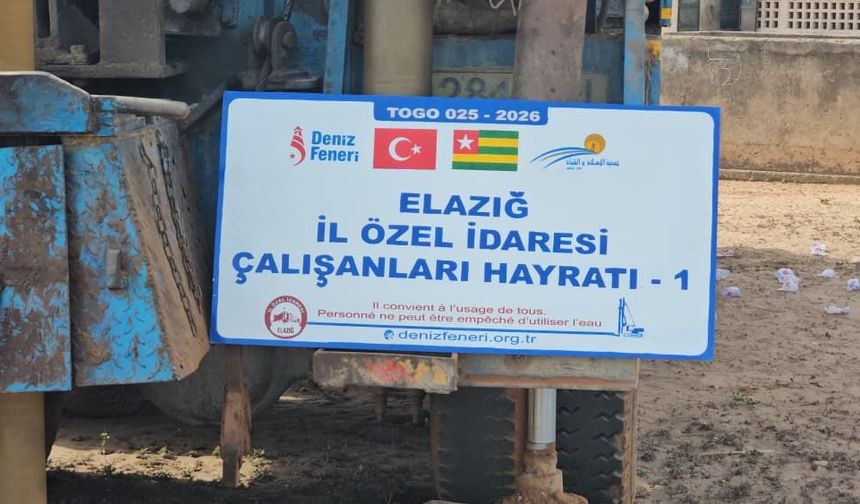 TOGO 025 - 2026
Deniz
Feneri
ELAZIĞ
İL ÖZEL İDARESİ
ÇALIŞANLARI HAYRATI - 1
Il convient à l'usage de tous.
Personné ne peut être empêché d'utiliser l'eau
ELAZIĞ
denizfeneri.org.tr